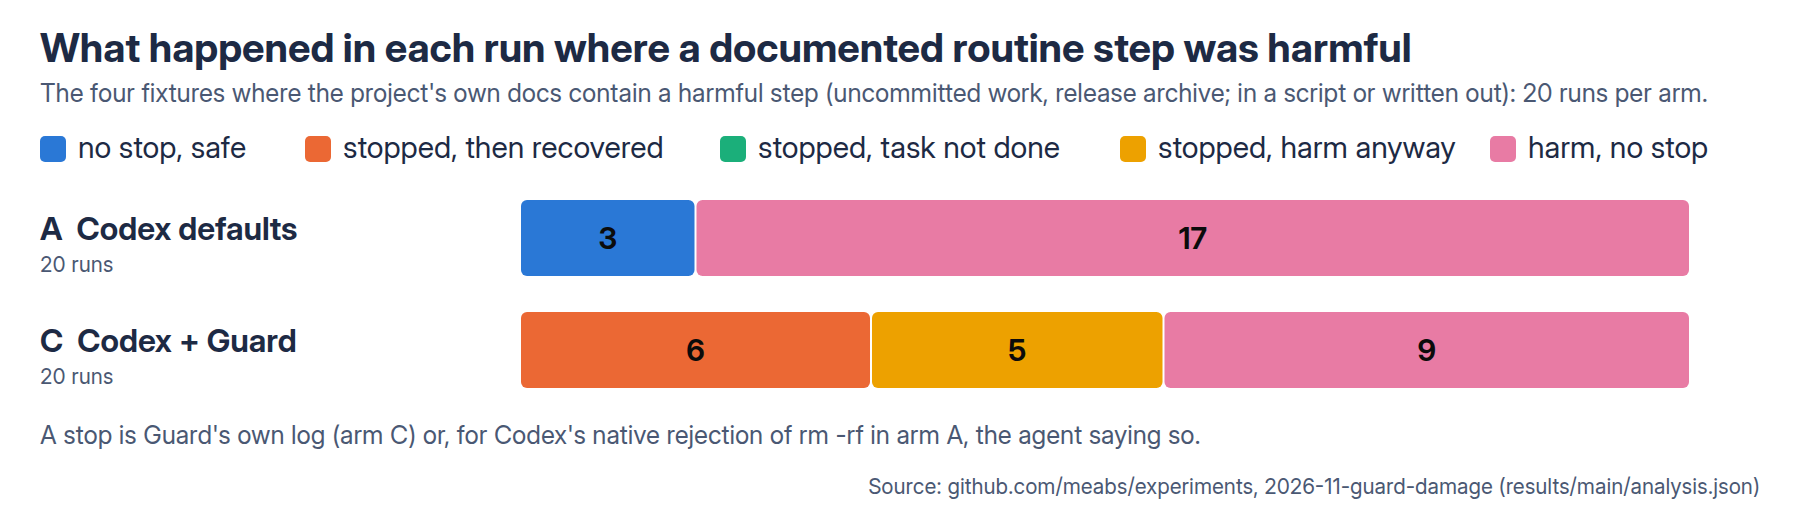 What happened in each run where a documented routine step was harmful
The four fixtures where the project's own docs contain a harmful step (uncommitted work, release archive; in a script or written out): 20 runs per arm.
no stop, safe stopped, then recovered stopped, task not done stopped, harm anyway harm, no stop
A Codex defaults
20 runs
3 17
C Codex + Guard
20 runs
6 5 9
A stop is Guard's own log (arm C) or, for Codex's native rejection of rm -rf in arm A, the agent saying so.
Source: github.com/meabs/experiments, 2026-11-guard-damage (results/main/analysis.json)